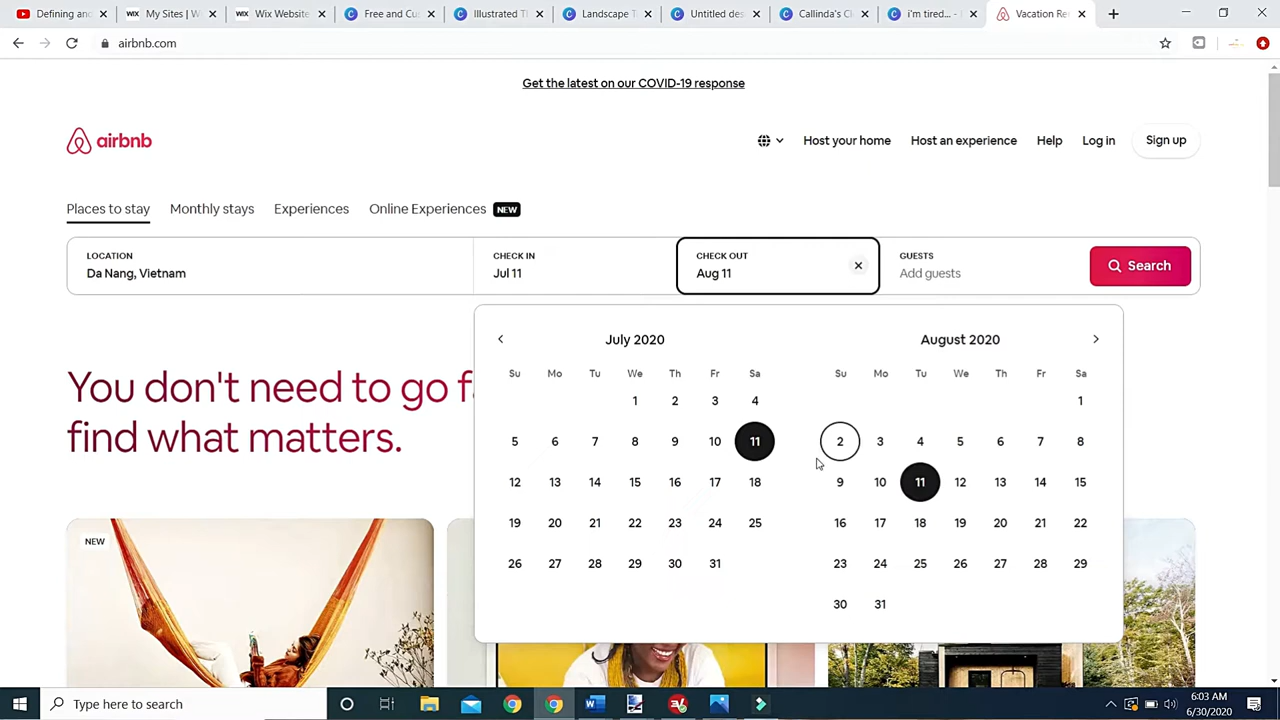 Defining and
My Sites | W
Wix Website
Free and Cu
Illustrated T
Landscape T
Untitled des
Callinda's C
i'm tired... -
Vacation Re
airbnb.com
Get the latest on our COVID-19 response
airbnb
Host your home
Host an experience
Help
Log in
Sign up
Places to stay
Monthly stays
Experiences
Online Experiences NEW
LOCATION
Da Nang, Vietnam
CHECK IN
Jul 11
CHECK OUT
Aug 11
GUESTS
Add guests
Search
You don't need to go f
find what matters.
July 2020
Su Mo Tu We Th Fr Sa
1 2 3 4
5 6 7 8 9 10 11
12 13 14 15 16 17 18
19 20 21 22 23 24 25
26 27 28 29 30 31
August 2020
Su Mo Tu We Th Fr Sa
1
2 3 4 5 6 7 8
9 10 11 12 13 14 15
16 17 18 19 20 21 22
23 24 25 26 27 28 29
30 31
NEW
Type here to search
6:03 AM
6/30/2020